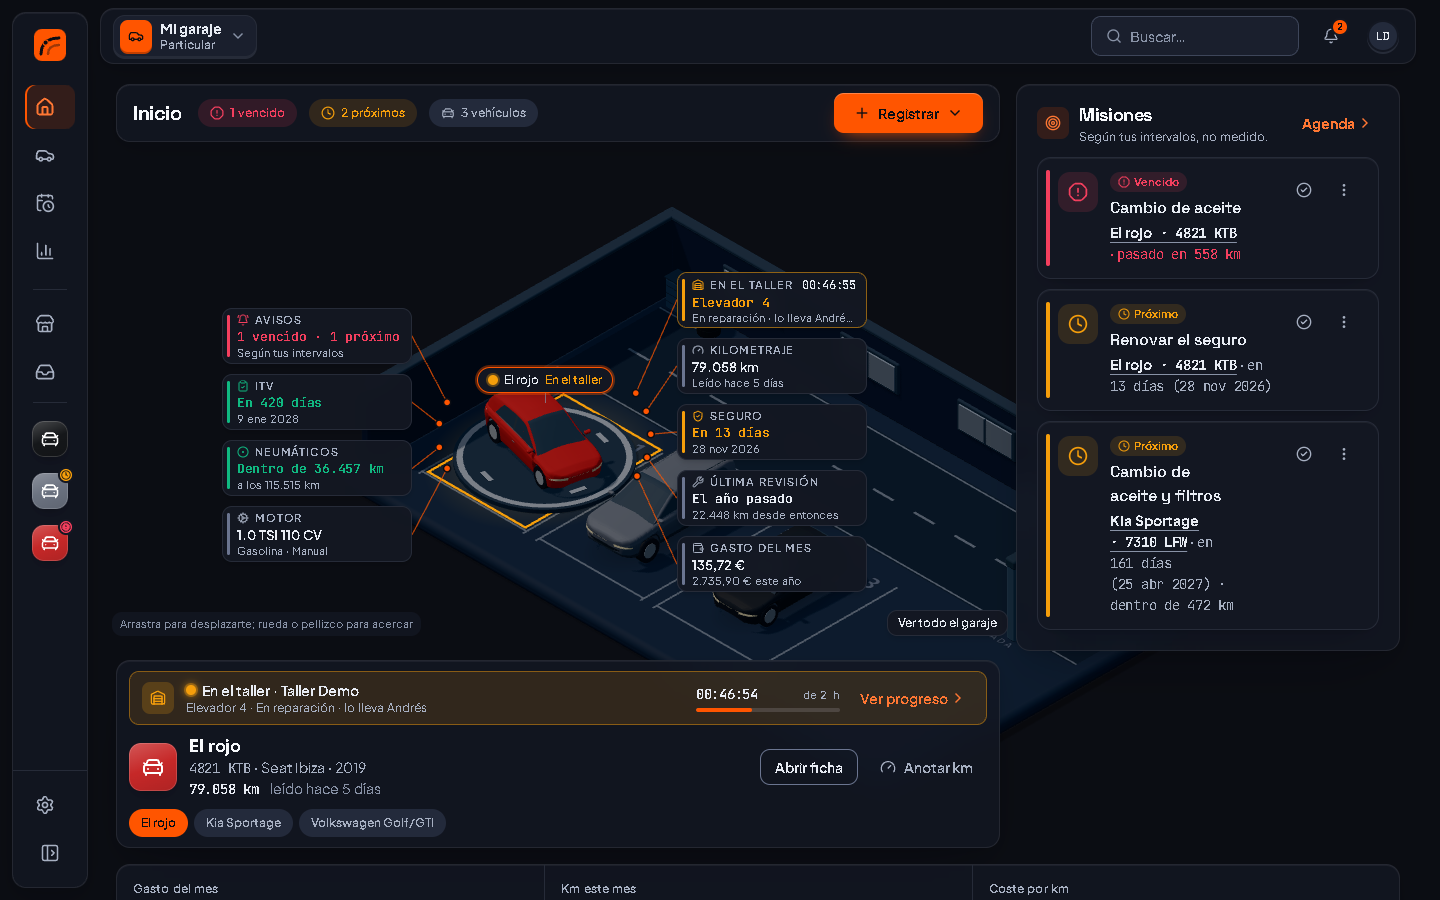 Mi garaje
Particular
Buscar...
2
LD
Inicio
1 vencido
2 próximos
3 vehículos
Registrar
Misiones
Según tus intervalos, no medido.
Agenda
Vencido
Cambio de aceite
El rojo · 4821 KTB
· pasado en 558 km
Próximo
Renovar el seguro
El rojo · 4821 KTB · en
13 días (28 nov 2026)
Próximo
Cambio de
aceite y filtros
Kia Sportage
· 7310 LFW · en
161 días
(25 abr 2027) ·
dentro de 472 km
AVISOS
1 vencido · 1 próximo
Según tus intervalos
ITV
En 420 días
9 ene 2028
NEUMÁTICOS
Dentro de 36.457 km
a los 115.515 km
MOTOR
1.0 TSI 110 CV
Gasolina · Manual
El rojo En el taller
EN EL TALLER 00:46:55
Elevador 4
En reparación · lo lleva André...
KILOMETRAJE
79.058 km
Leído hace 5 días
SEGURO
En 13 días
28 nov 2026
ÚLTIMA REVISIÓN
El año pasado
22.448 km desde entonces
GASTO DEL MES
135,72 €
2.735,90 € este año
3
Arrastra para desplazarte; rueda o pellizco para acercar
Ver todo el garaje
En el taller · Taller Demo
Elevador 4 · En reparación · lo lleva Andrés
00:46:54
de 2 h
Ver progreso
El rojo
4821 KTB · Seat Ibiza · 2019
79.058 km leído hace 5 días
Abrir ficha
Anotar km
El rojo
Kia Sportage
Volkswagen Golf/GTI
Gasto del mes
Km este mes
Coste por km